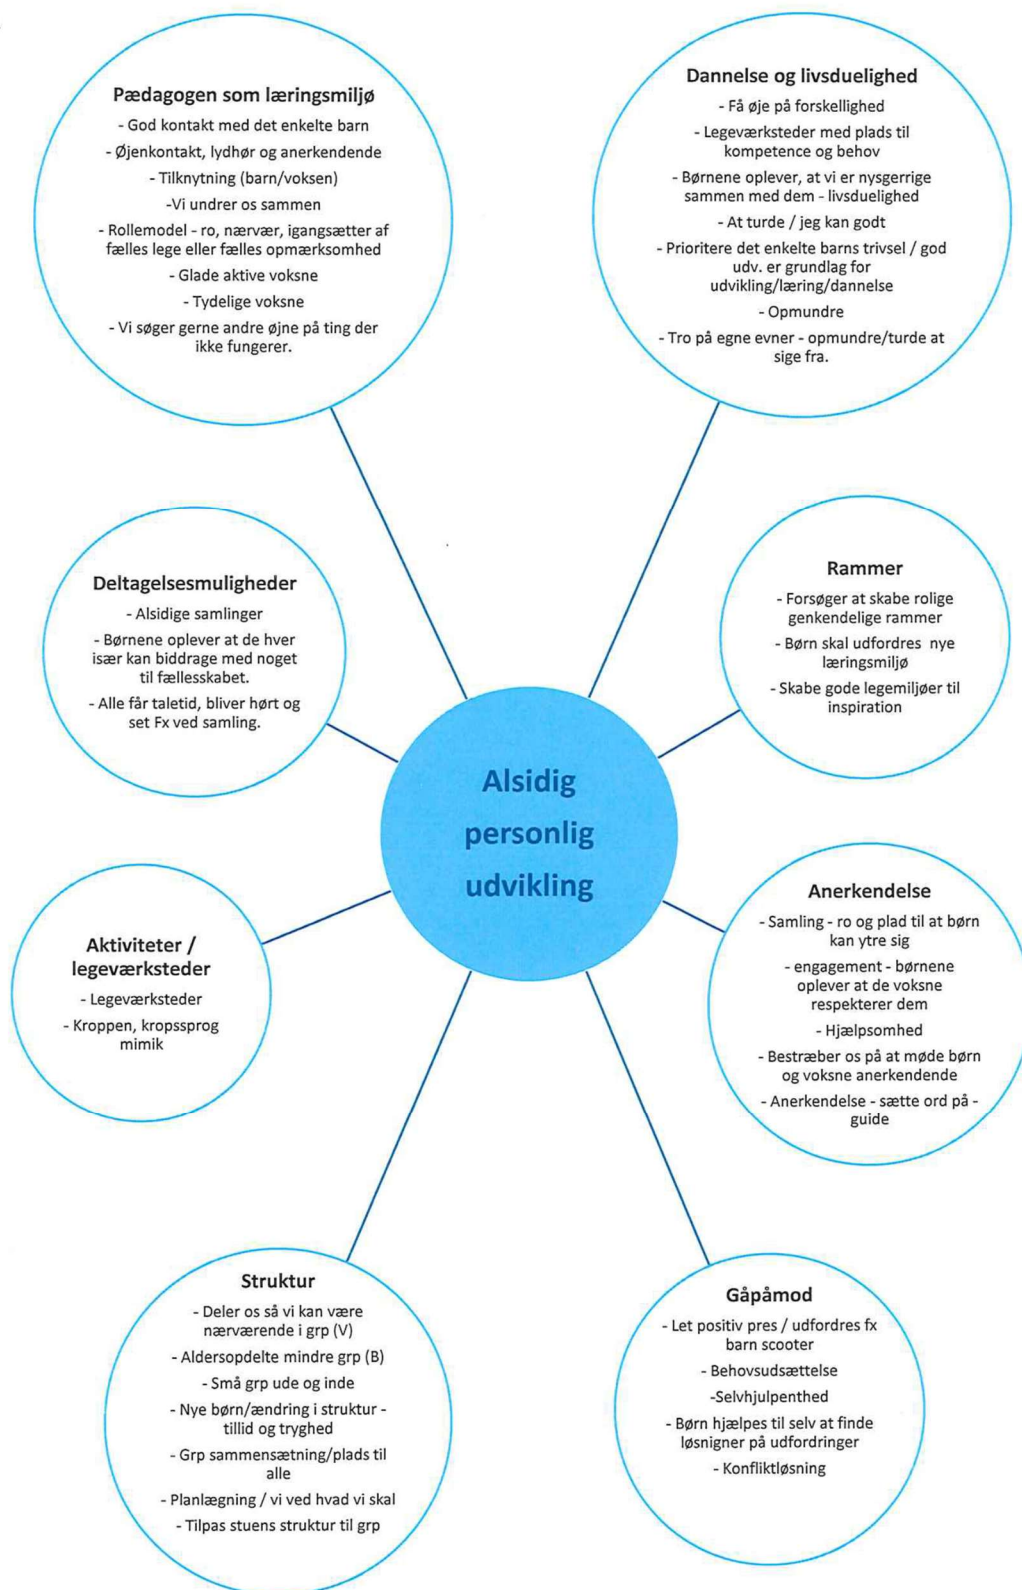 Pædagogen som læringsmiljø
- God kontakt med det enkelte barn
- Øjenkontakt, lydhør og anerkendende
- Tilknytning (barn/voksen)
-Vi undrer os sammen
- Rollemodel - ro, nærvær, igangsætter af
fælles lege eller fælles opmærksomhed
- Glade aktive voksne
- Tydelige voksne
- Vi søger gerne andre øjne på ting der
ikke fungerer.
Dannelse og livsduelighed
- Få øje på forskellighed
- Legeværksteder med plads til
kompetence og behov
- Børnene oplever, at vi er nysgerrige
sammen med dem - livsduelighed
- At turde / jeg kan godt
- Prioritere det enkelte barns trivsel / god
udv. er grundlag for
udvikling/læring/dannelse
- Opmundre
- Tro på egne evner - opmundre/turde at
sige fra.
Deltagelsesmuligheder
- Alsidige samlinger
- Børnene oplever at de hver
især kan biddrage med noget
til fællesskabet.
- Alle får taletid, bliver hørt og
set Fx ved samling.
Rammer
- Forsøger at skabe rolige
genkendelige rammer
- Børn skal udfordres nye
læringsmiljø
- Skabe gode legemiljøer til
inspiration
Alsidig
personlig
udvikling
Aktiviteter /
legeværksteder
- Legeværksteder
- Kroppen, kropssprog
mimik
Anerkendelse
- Samling - ro og plad til at børn
kan ytre sig
- engagement - børnene
oplever at de voksne
respekterer dem
- Hjælpsomhed
- Bestræber os på at møde børn
og voksne anerkendende
- Anerkendelse - sætte ord på -
guide
Struktur
- Deler os så vi kan være
nærværende i grp (V)
- Aldersopdelte mindre grp (B)
- Små grp ude og inde
- Nye børn/ændring i struktur -
tillid og tryghed
- Grp sammensætning/plads til
alle
- Planlægning / vi ved hvad vi skal
- Tilpas stuens struktur til grp
Gåpåmod
- Let positiv pres / udfordres fx
barn scooter
- Behovsudsættelse
-Selvhjulpenthed
- Børn hjælpes til selv at finde
løsnigner på udfordringer
- Konfliktløsning